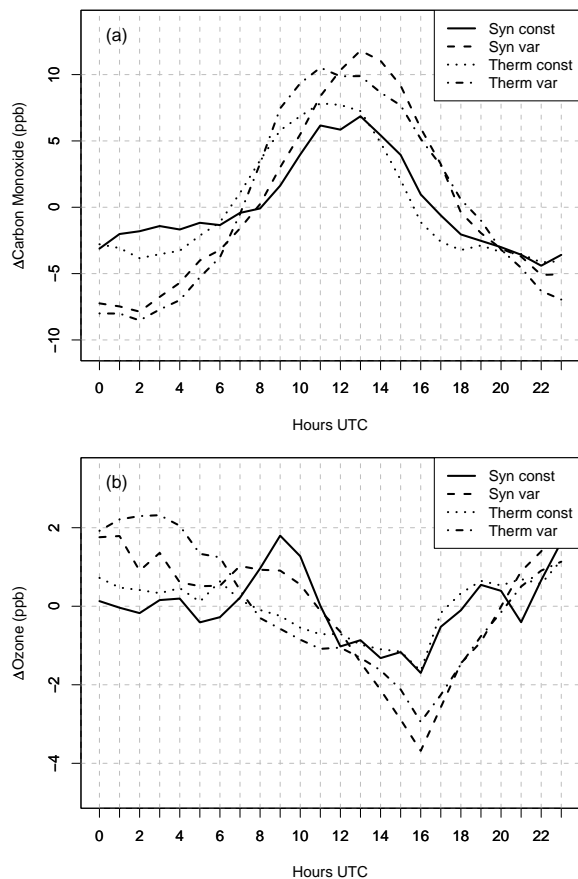 (a)
Syn const
Syn var
Therm const
Therm var
ΔCarbon Monoxide (ppb)
10
5
0
−5
−10
0 2 4 6 8 10 12 14 16 18 20 22
Hours UTC
(b)
Syn const
Syn var
Therm const
Therm var
ΔOzone (ppb)
2
0
−2
−4
0 2 4 6 8 10 12 14 16 18 20 22
Hours UTC